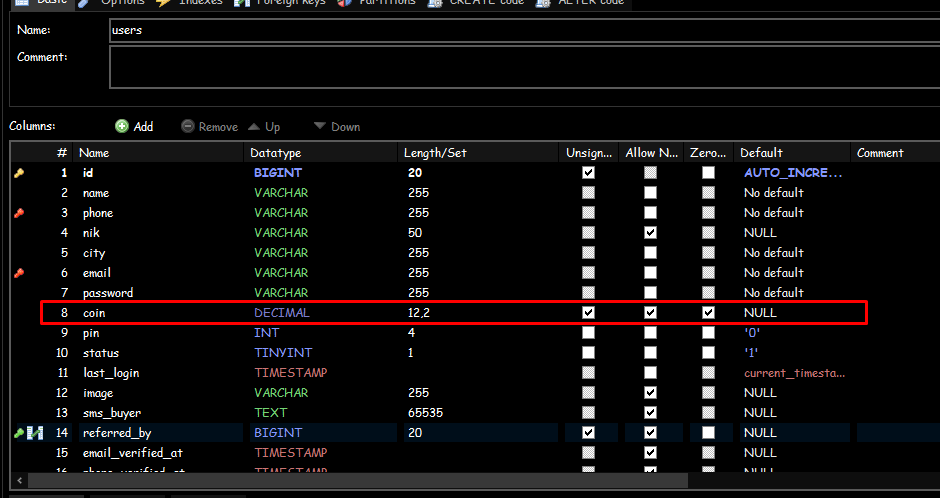 Basic Options Indexes Foreign keys Partitions CREATE code ALTER code
Name: users
Comment:
Columns: Add Remove Up Down
# Name Datatype Length/Set Unsign... Allow N... Zero... Default Comment
1 id BIGINT 20 AUTO_INCRE...
2 name VARCHAR 255 No default
3 phone VARCHAR 255 No default
4 nik VARCHAR 50 NULL
5 city VARCHAR 255 No default
6 email VARCHAR 255 No default
7 password VARCHAR 255 No default
8 coin DECIMAL 12,2 NULL
9 pin INT 4 '0'
10 status TINYINT 1 '1'
11 last_login TIMESTAMP current_timesta...
12 image VARCHAR 255 NULL
13 sms_buyer TEXT 65535 NULL
14 referred_by BIGINT 20 NULL
15 email_verified_at TIMESTAMP NULL
16 phone_verified_at TIMESTAMP NULL